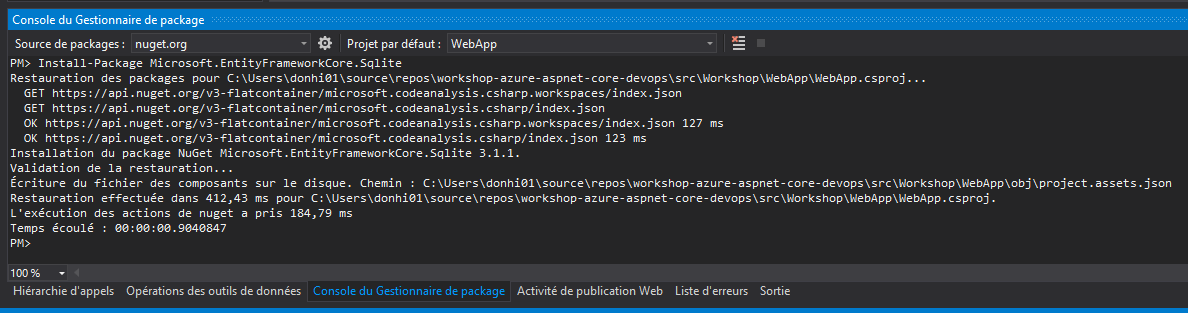 Console du Gestionnaire de package
Source de packages : nuget.org Projet par défaut : WebApp
PM> Install-Package Microsoft.EntityFrameworkCore.Sqlite
Restauration des packages pour C:\Users\donhi01\source\repos\workshop-azure-aspnet-core-devops\src\Workshop\WebApp\WebApp.csproj...
GET https://api.nuget.org/v3-flatcontainer/microsoft.codeanalysis.csharp.workspaces/index.json
GET https://api.nuget.org/v3-flatcontainer/microsoft.codeanalysis.csharp/index.json
OK https://api.nuget.org/v3-flatcontainer/microsoft.codeanalysis.csharp.workspaces/index.json 127 ms
OK https://api.nuget.org/v3-flatcontainer/microsoft.codeanalysis.csharp/index.json 123 ms
Installation du package NuGet Microsoft.EntityFrameworkCore.Sqlite 3.1.1.
Validation de la restauration...
Écriture du fichier des composants sur le disque. Chemin : C:\Users\donhi01\source\repos\workshop-azure-aspnet-core-devops\src\Workshop\WebApp\obj\project.assets.json
Restauration effectuée dans 412,43 ms pour C:\Users\donhi01\source\repos\workshop-azure-aspnet-core-devops\src\Workshop\WebApp\WebApp.csproj.
L'exécution des actions de nuget a pris 184,79 ms
Temps écoulé : 00:00:00.9040847
PM>
100 %
Hiérarchie d'appels Opérations des outils de données Console du Gestionnaire de package Activité de publication Web Liste d'erreurs Sortie